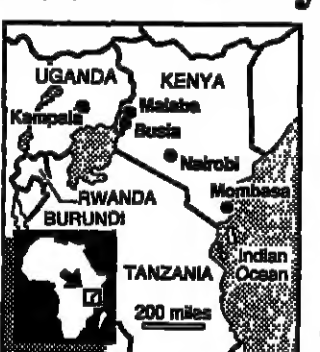 UGANDA
KENYA
Kampala
Malaba
Busia
Nairobi
Mombasa
RWANDA
BURUNDI
TANZANIA
Indian
Ocean
200 miles